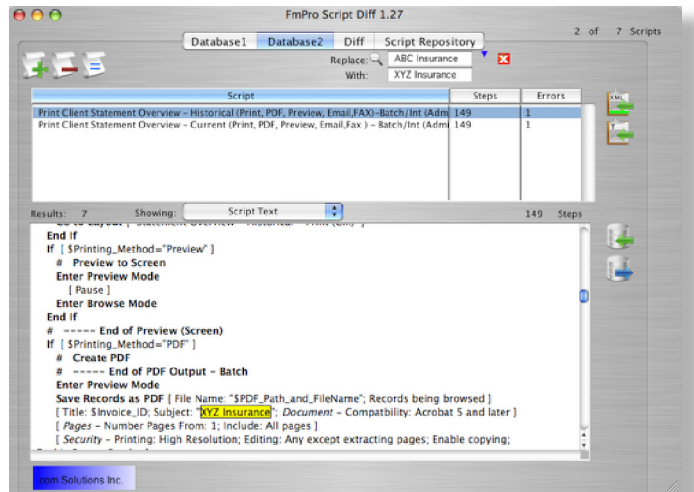 FmPro Script Diff 1.27
2 of 7 Scripts
Database1 Database2 Diff Script Repository
Replace: ABC Insurance
With: XYZ Insurance
Script Steps Errors
Print Client Statement Overview – Historical (Print, PDF, Preview, Email,FAX)–Batch/Int (Adm 149 1
Print Client Statement Overview – Current (Print, PDF, Preview, Email,Fax ) – Batch/Int (Admi 149 1
XML
T
Results: 7 Showing: Script Text 149 Steps
End If
If [ $Printing_Method="Preview" ]
# Preview to Screen
Enter Preview Mode
[ Pause ]
Enter Browse Mode
End If
# ----- End of Preview (Screen)
If [ $Printing_Method="PDF" ]
# Create PDF
# ----- End of PDF Output – Batch
Enter Preview Mode
Save Records as PDF [ File Name: "$PDF_Path_and_FileName"; Records being browsed ]
[ Title: $Invoice_ID; Subject: "XYZ Insurance"; Document – Compatbility: Acrobat 5 and later ]
[ Pages – Number Pages From: 1; Include: All pages ]
[ Security – Printing: High Resolution; Editing: Any except extracting pages; Enable copying;
.com Solutions Inc.